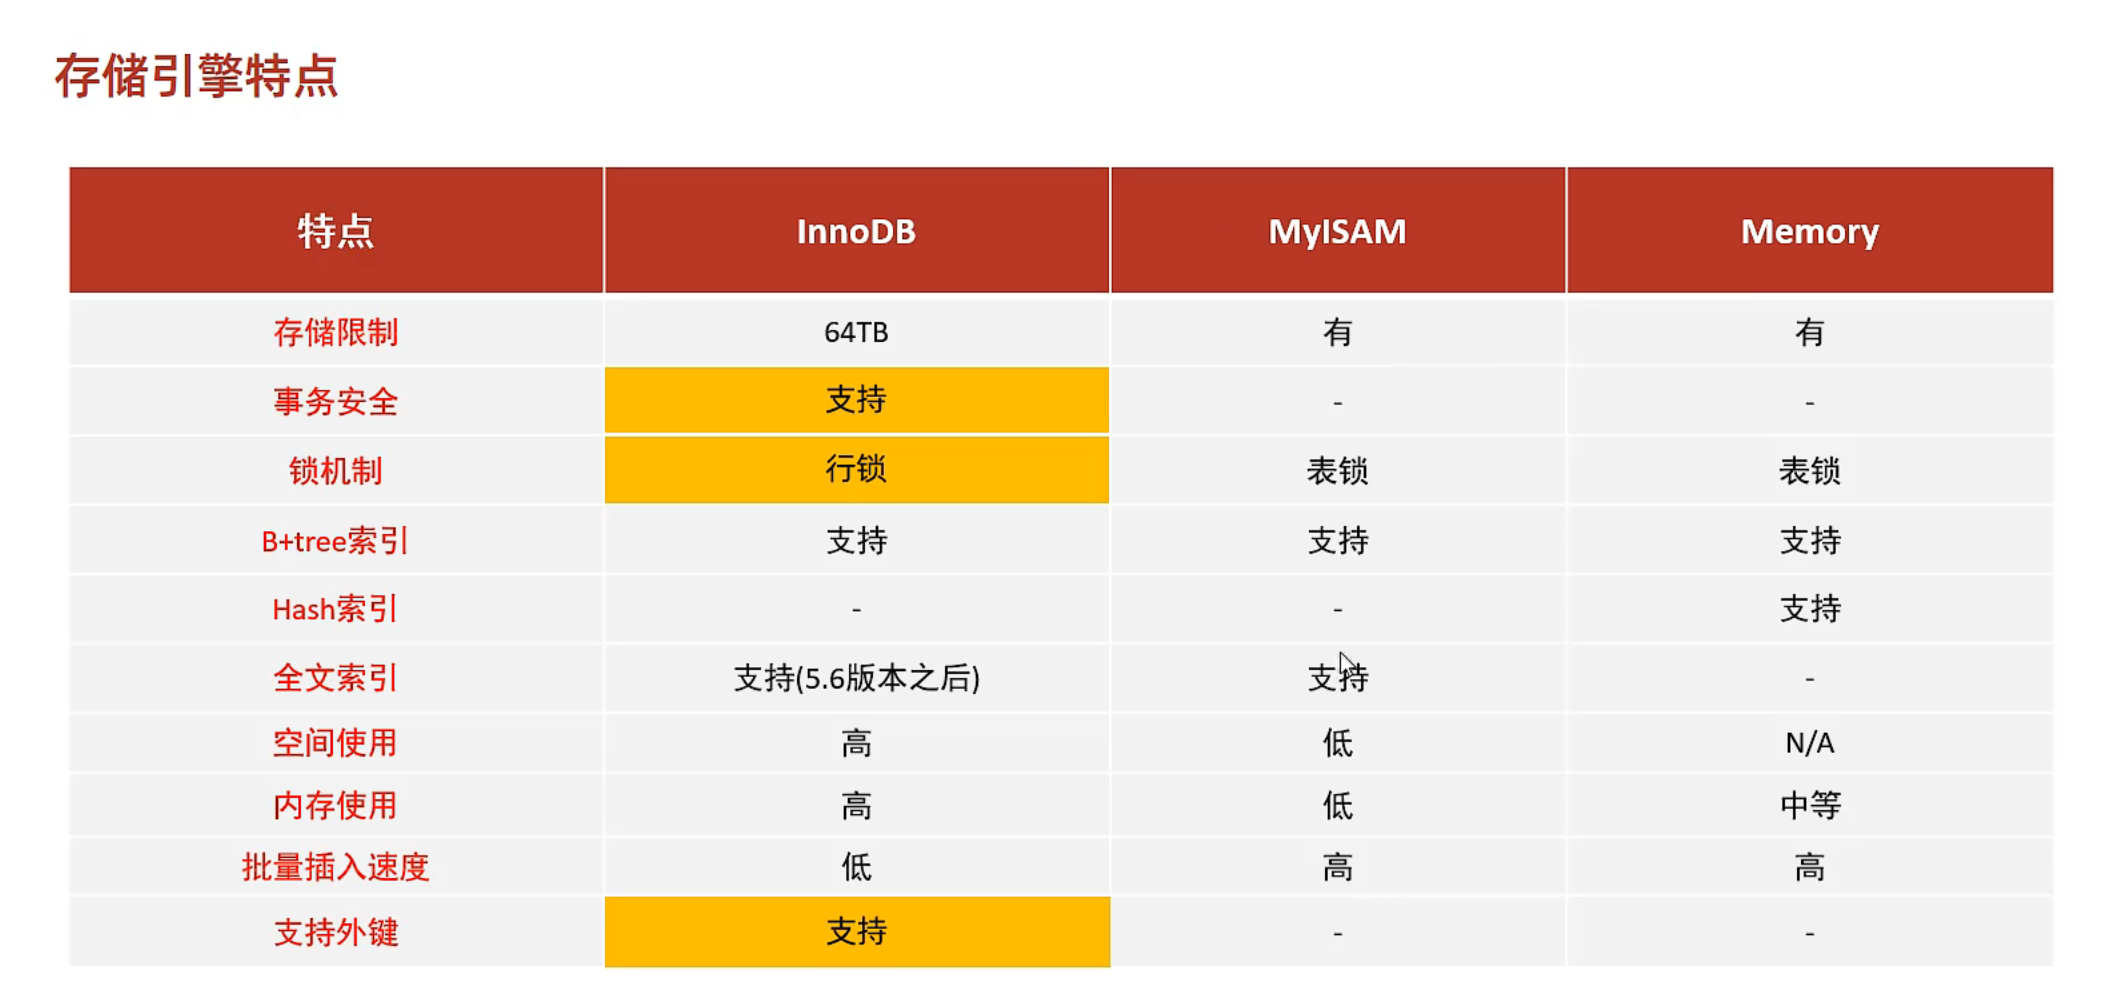 存储引擎特点
特点 InnoDB MyISAM Memory
存储限制 64TB 有 有
事务安全 支持 - -
锁机制 行锁 表锁 表锁
B+tree索引 支持 支持 支持
Hash索引 - - 支持
全文索引 支持(5.6版本之后) 支持 -
空间使用 高 低 N/A
内存使用 高 低 中等
批量插入速度 低 高 高
支持外键 支持 - -